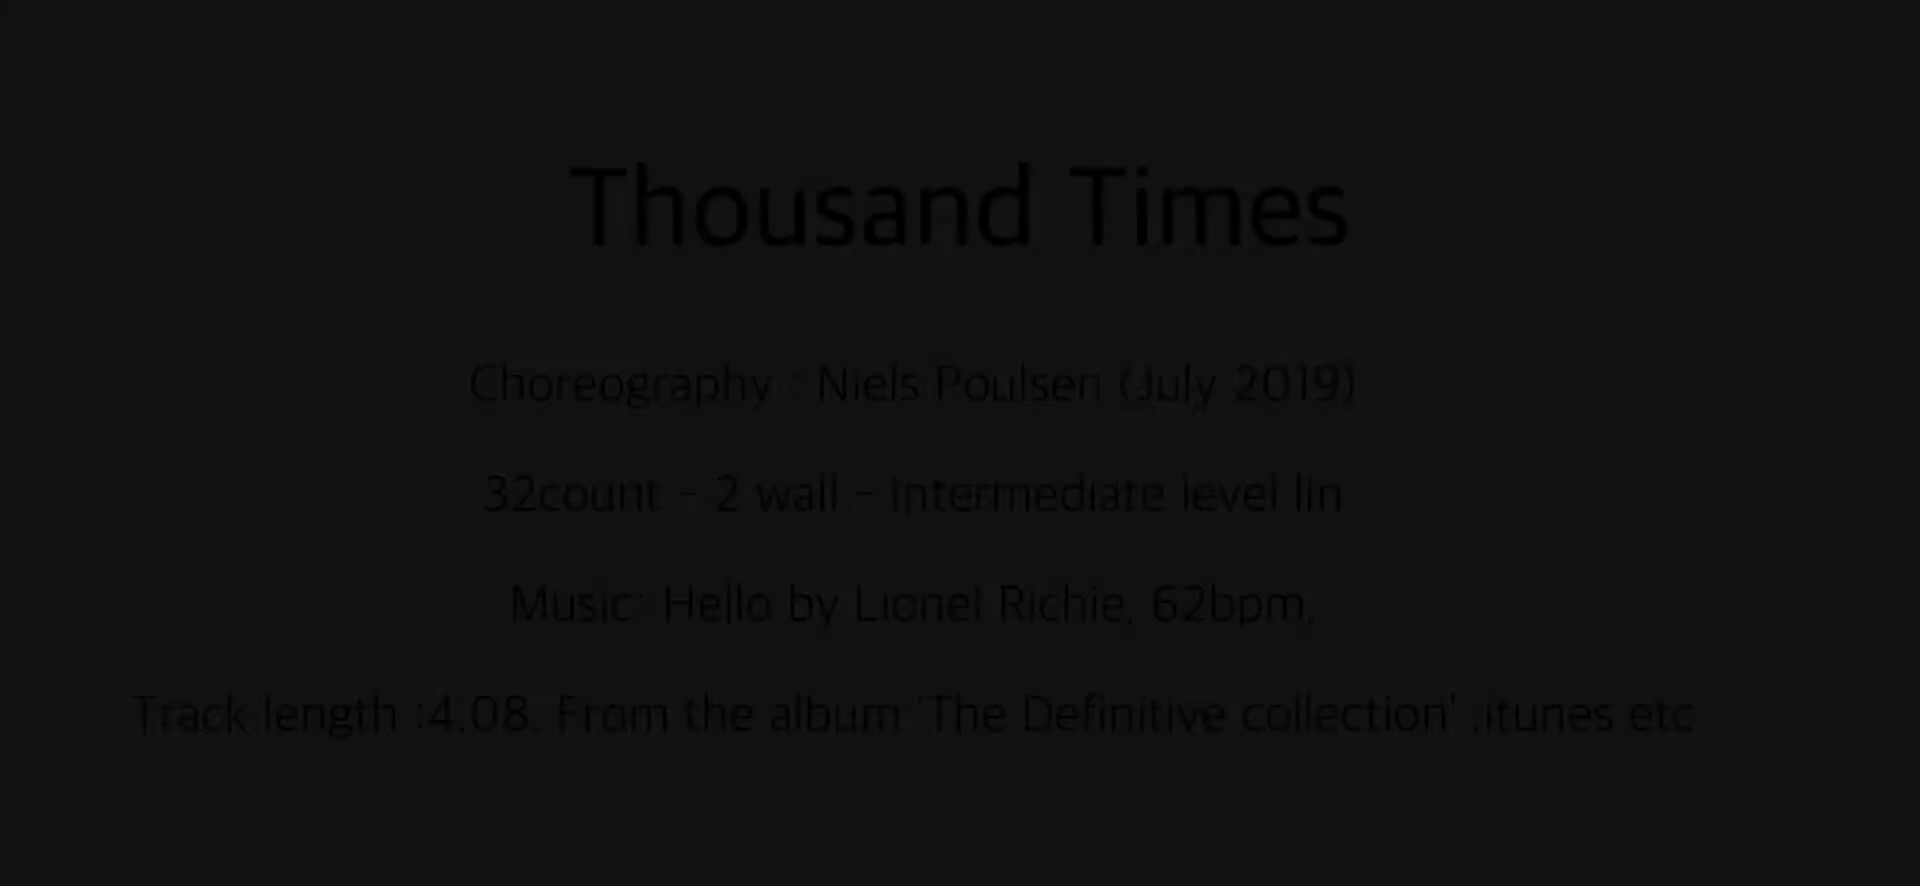 Thousand Times
Choreography : Niels Poulsen (July 2019)
32count - 2 wall - Intermediate level lin
Music: Hello by Lionel Richie, 62bpm,
Track length :4.08. From the album 'The Definitive collection' .itunes etc